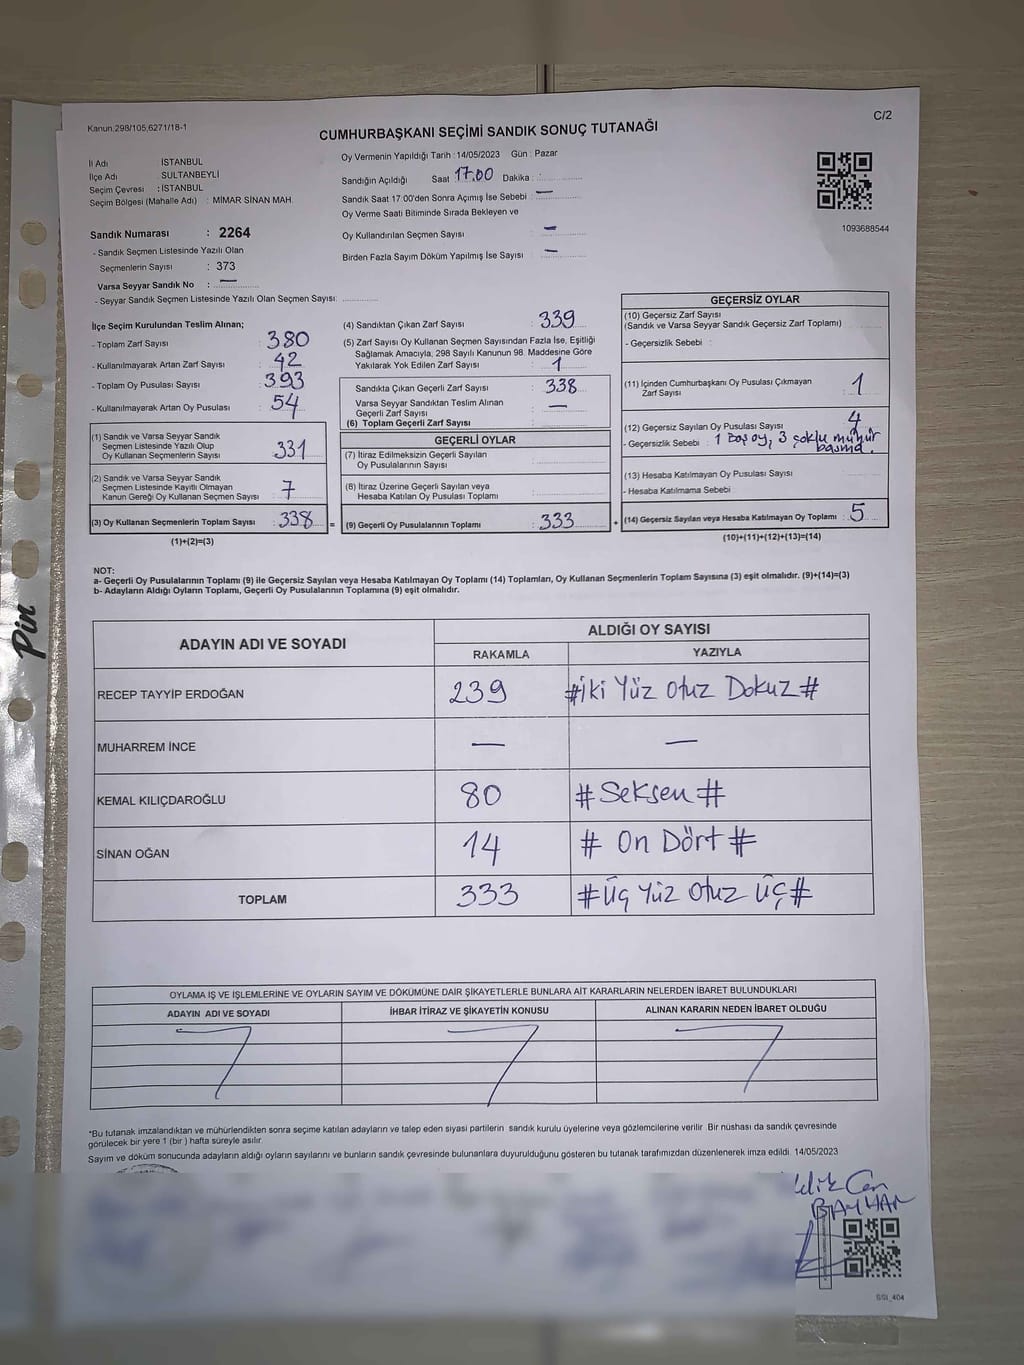 Kanun:298/105,6271/18-1
C/2
CUMHURBAŞKANI SEÇİMİ SANDIK SONUÇ TUTANAĞI
İl Adı : İSTANBUL
İlçe Adı : SULTANBEYLİ
Seçim Çevresi : İSTANBUL
Seçim Bölgesi (Mahalle Adı) : MİMAR SİNAN MAH.
Oy Vermenin Yapıldığı Tarih : 14/05/2023 Gün : Pazar
Sandığın Açıldığı Saat 17.00 Dakika :
Sandık Saat 17:00'den Sonra Açımış İse Sebebi : —
Oy Verme Saati Bitiminde Sırada Bekleyen ve
Oy Kullandırılan Seçmen Sayısı : —
Birden Fazla Sayım Döküm Yapılmış İse Sayısı : —
1093688544
Sandık Numarası : 2264
- Sandık Seçmen Listesinde Yazılı Olan
Seçmenlerin Sayısı : 373
Varsa Seyyar Sandık No : —
- Seyyar Sandık Seçmen Listesinde Yazılı Olan Seçmen Sayısı:
İlçe Seçim Kurulundan Teslim Alınan;
- Toplam Zarf Sayısı : 380
- Kullanılmayarak Artan Zarf Sayısı : 42
- Toplam Oy Pusulası Sayısı : 393
- Kullanılmayarak Artan Oy Pusulası : 54
(1) Sandık ve Varsa Seyyar Sandık
Seçmen Listesinde Yazılı Olup
Oy Kullanan Seçmenlerin Sayısı : 331
(2) Sandık ve Varsa Seyyar Sandık
Seçmen Listesinde Kayıtlı Olmayan
Kanun Gereği Oy Kullanan Seçmen Sayısı : 7
(3) Oy Kullanan Seçmenlerin Toplam Sayısı : 338 =
(1)+(2)=(3)
(4) Sandıktan Çıkan Zarf Sayısı : 339
(5) Zarf Sayısı Oy Kullanan Seçmen Sayısından Fazla İse, Eşitliği
Sağlamak Amacıyla, 298 Sayılı Kanunun 98. Maddesine Göre
Yakılarak Yok Edilen Zarf Sayısı : 1
Sandıkta Çıkan Geçerli Zarf Sayısı : 338
Varsa Seyyar Sandıktan Teslim Alınan
Geçerli Zarf Sayısı : —
(6) Toplam Geçerli Zarf Sayısı :
GEÇERLİ OYLAR
(7) İtiraz Edilmeksizin Geçerli Sayılan
Oy Pusulalarının Sayısı :
(8) İtiraz Üzerine Geçerli Sayılan veya
Hesaba Katılan Oy Pusulası Toplamı :
(9) Geçerli Oy Pusulalarının Toplamı : 333 +
GEÇERSİZ OYLAR
(10) Geçersiz Zarf Sayısı
(Sandık ve Varsa Seyyar Sandık Geçersiz Zarf Toplamı) :
- Geçersizlik Sebebi :
(11) İçinden Cumhurbaşkanı Oy Pusulası Çıkmayan
Zarf Sayısı : 1
(12) Geçersiz Sayılan Oy Pusulası Sayısı : 4
- Geçersizlik Sebebi : 1 Boş oy, 3 çoklu mühür
basma.
(13) Hesaba Katılmayan Oy Pusulası Sayısı :
- Hesaba Katılmama Sebebi :
(14) Geçersiz Sayılan veya Hesaba Katılmayan Oy Toplamı : 5
(10)+(11)+(12)+(13)=(14)
NOT:
a- Geçerli Oy Pusulalarının Toplamı (9) ile Geçersiz Sayılan veya Hesaba Katılmayan Oy Toplamı (14) Toplamları, Oy Kullanan Seçmenlerin Toplam Sayısına (3) eşit olmalıdır. (9)+(14)=(3)
b- Adayların Aldığı Oyların Toplamı, Geçerli Oy Pusulalarının Toplamına (9) eşit olmalıdır.
Pin
ADAYIN ADI VE SOYADI
ALDIĞI OY SAYISI
RAKAMLA YAZIYLA
RECEP TAYYİP ERDOĞAN 239 #İki Yüz Otuz Dokuz#
MUHARREM İNCE — —
KEMAL KILIÇDAROĞLU 80 #Seksen#
SİNAN OĞAN 14 # On Dört #
TOPLAM 333 #Üç Yüz Otuz Üç#
OYLAMA İŞ VE İŞLEMLERİNE VE OYLARIN SAYIM VE DÖKÜMÜNE DAİR ŞİKAYETLERLE BUNLARA AİT KARARLARIN NELERDEN İBARET BULUNDUKLARI
ADAYIN ADI VE SOYADI İHBAR İTİRAZ VE ŞİKAYETİN KONUSU ALINAN KARARIN NEDEN İBARET OLDUĞU
*Bu tutanak imzalandıktan ve mühürlendikten sonra seçime katılan adayların ve talep eden siyasi partilerin sandık kurulu üyelerine veya gözlemcilerine verilir. Bir nüshası da sandık çevresinde
görülecek bir yere 1 (bir) hafta süreyle asılır.
Sayım ve döküm sonucunda adayların aldığı oyların sayılarını ve bunların sandık çevresinde bulunanlara duyurulduğunu gösteren bu tutanak tarafımızdan düzenlenerek imza edildi. 14/05/2023
Can
BAYHAN
SSI_404